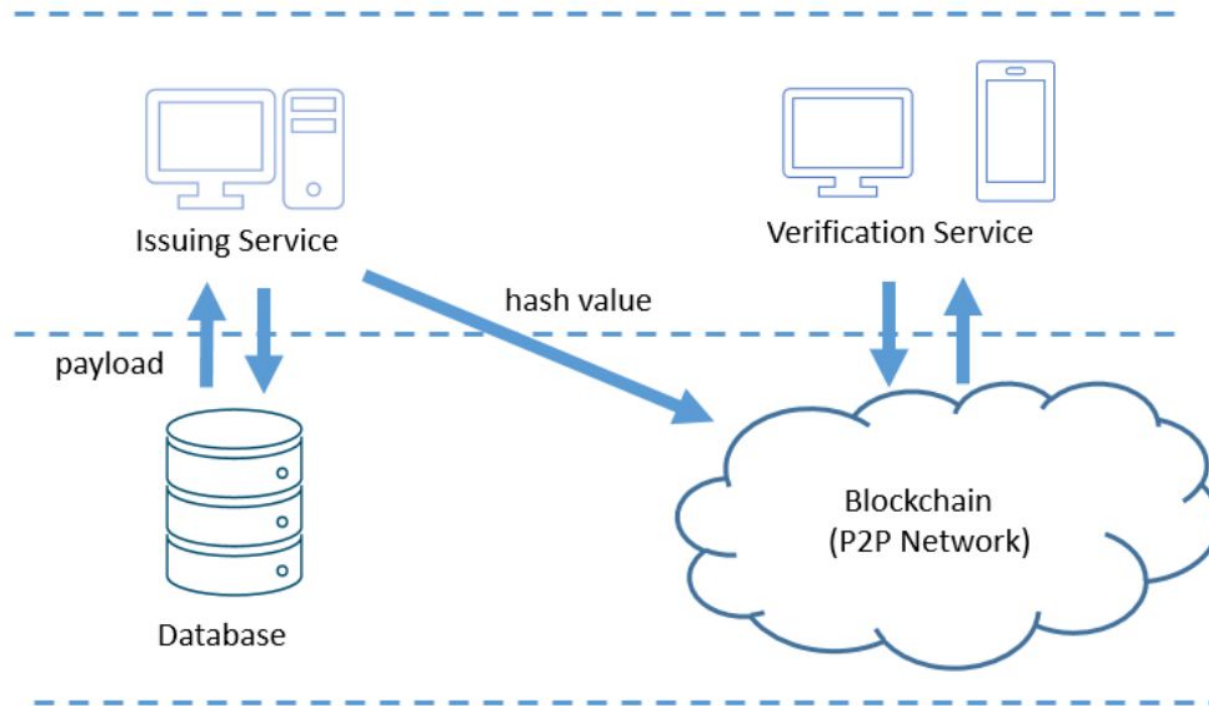 Issuing Service
Verification Service
hash value
payload
Blockchain
(P2P Network)
Database